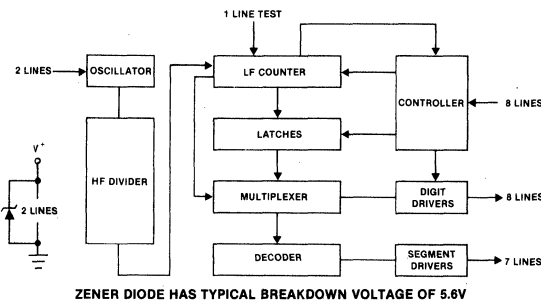 1 LINE TEST
2 LINES
OSCILLATOR
LF COUNTER
CONTROLLER
8 LINES
LATCHES
V+
HF DIVIDER
2 LINES
MULTIPLEXER
DIGIT
DRIVERS
8 LINES
DECODER
SEGMENT
DRIVERS
7 LINES
ZENER DIODE HAS TYPICAL BREAKDOWN VOLTAGE OF 5.6V